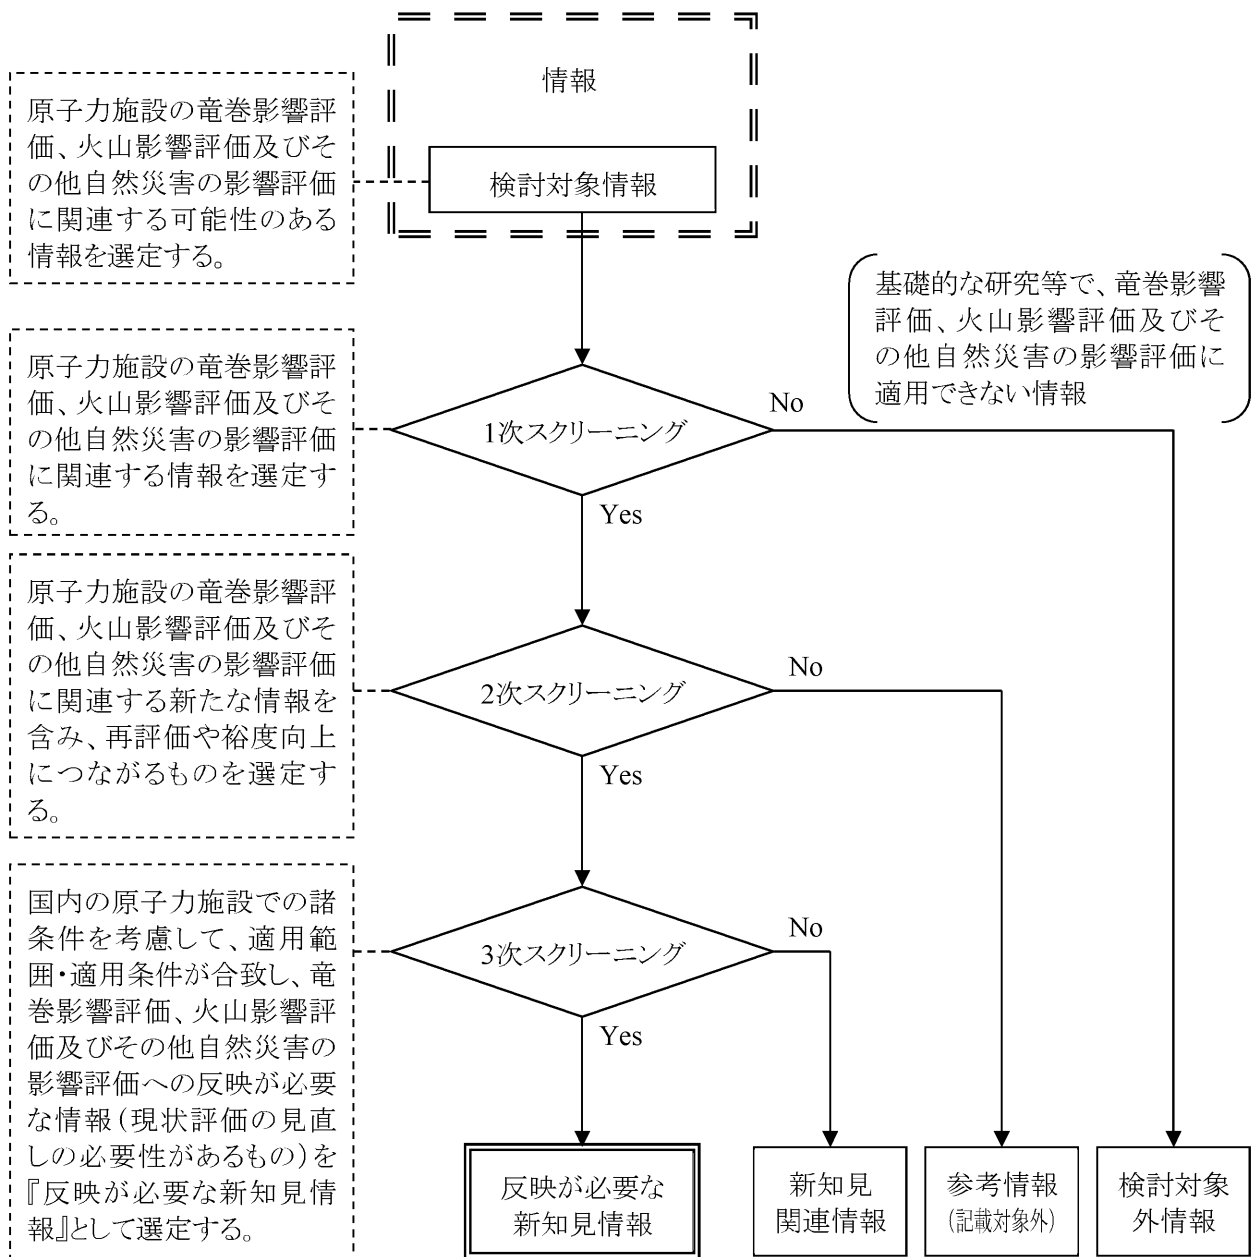 情報
検討対象情報
原子力施設の竜巻影響評
価、火山影響評価及びそ
の他自然災害の影響評価
に関連する可能性のある
情報を選定する。
基礎的な研究等で、竜巻影響
評価、火山影響評価及びそ
の他自然災害の影響評価に
適用できない情報
原子力施設の竜巻影響評
価、火山影響評価及びそ
の他自然災害の影響評価
に関連する情報を選定す
る。
1次スクリーニング
No
Yes
原子力施設の竜巻影響評
価、火山影響評価及びそ
の他自然災害の影響評価
に関連する新たな情報を
含み、再評価や裕度向上
につながるものを選定す
る。
2次スクリーニング
No
Yes
国内の原子力施設での諸
条件を考慮して、適用範
囲・適用条件が合致し、竜
巻影響評価、火山影響評
価及びその他自然災害の
影響評価への反映が必要
な情報(現状評価の見直
しの必要性があるもの)を
『反映が必要な新知見情
報』として選定する。
3次スクリーニング
No
Yes
反映が必要な
新知見情報
新知見
関連情報
参考情報
(記載対象外)
検討対象
外情報